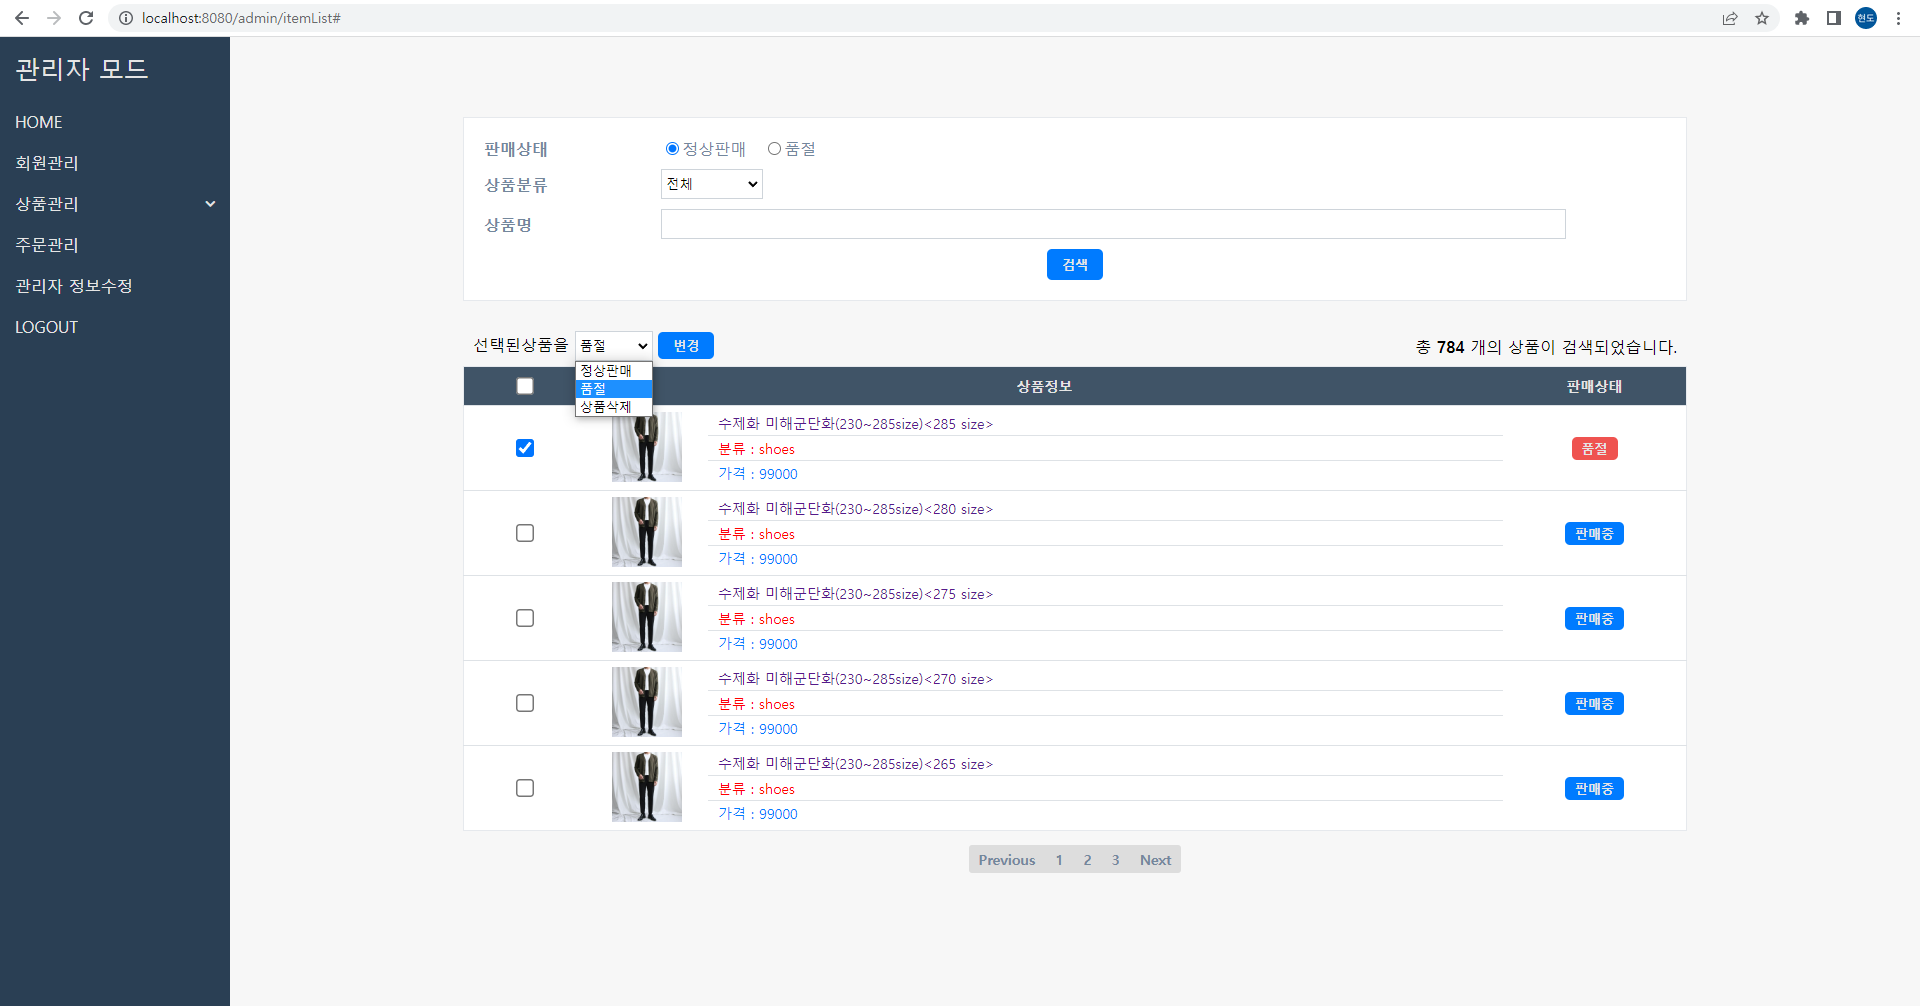 localhost:8080/admin/itemList#
현도
관리자 모드
HOME
회원관리
상품관리
주문관리
관리자 정보수정
LOGOUT
판매상태 정상판매 품절
상품분류 전체
상품명
검색
선택된상품을 품절 변경 총 784 개의 상품이 검색되었습니다.
정상판매
품절
상품삭제
상품정보 판매상태
수제화 미해군단화(230~285size)<285 size>
분류 : shoes
가격 : 99000
품절
수제화 미해군단화(230~285size)<280 size>
분류 : shoes
가격 : 99000
판매중
수제화 미해군단화(230~285size)<275 size>
분류 : shoes
가격 : 99000
판매중
수제화 미해군단화(230~285size)<270 size>
분류 : shoes
가격 : 99000
판매중
수제화 미해군단화(230~285size)<265 size>
분류 : shoes
가격 : 99000
판매중
Previous 1 2 3 Next